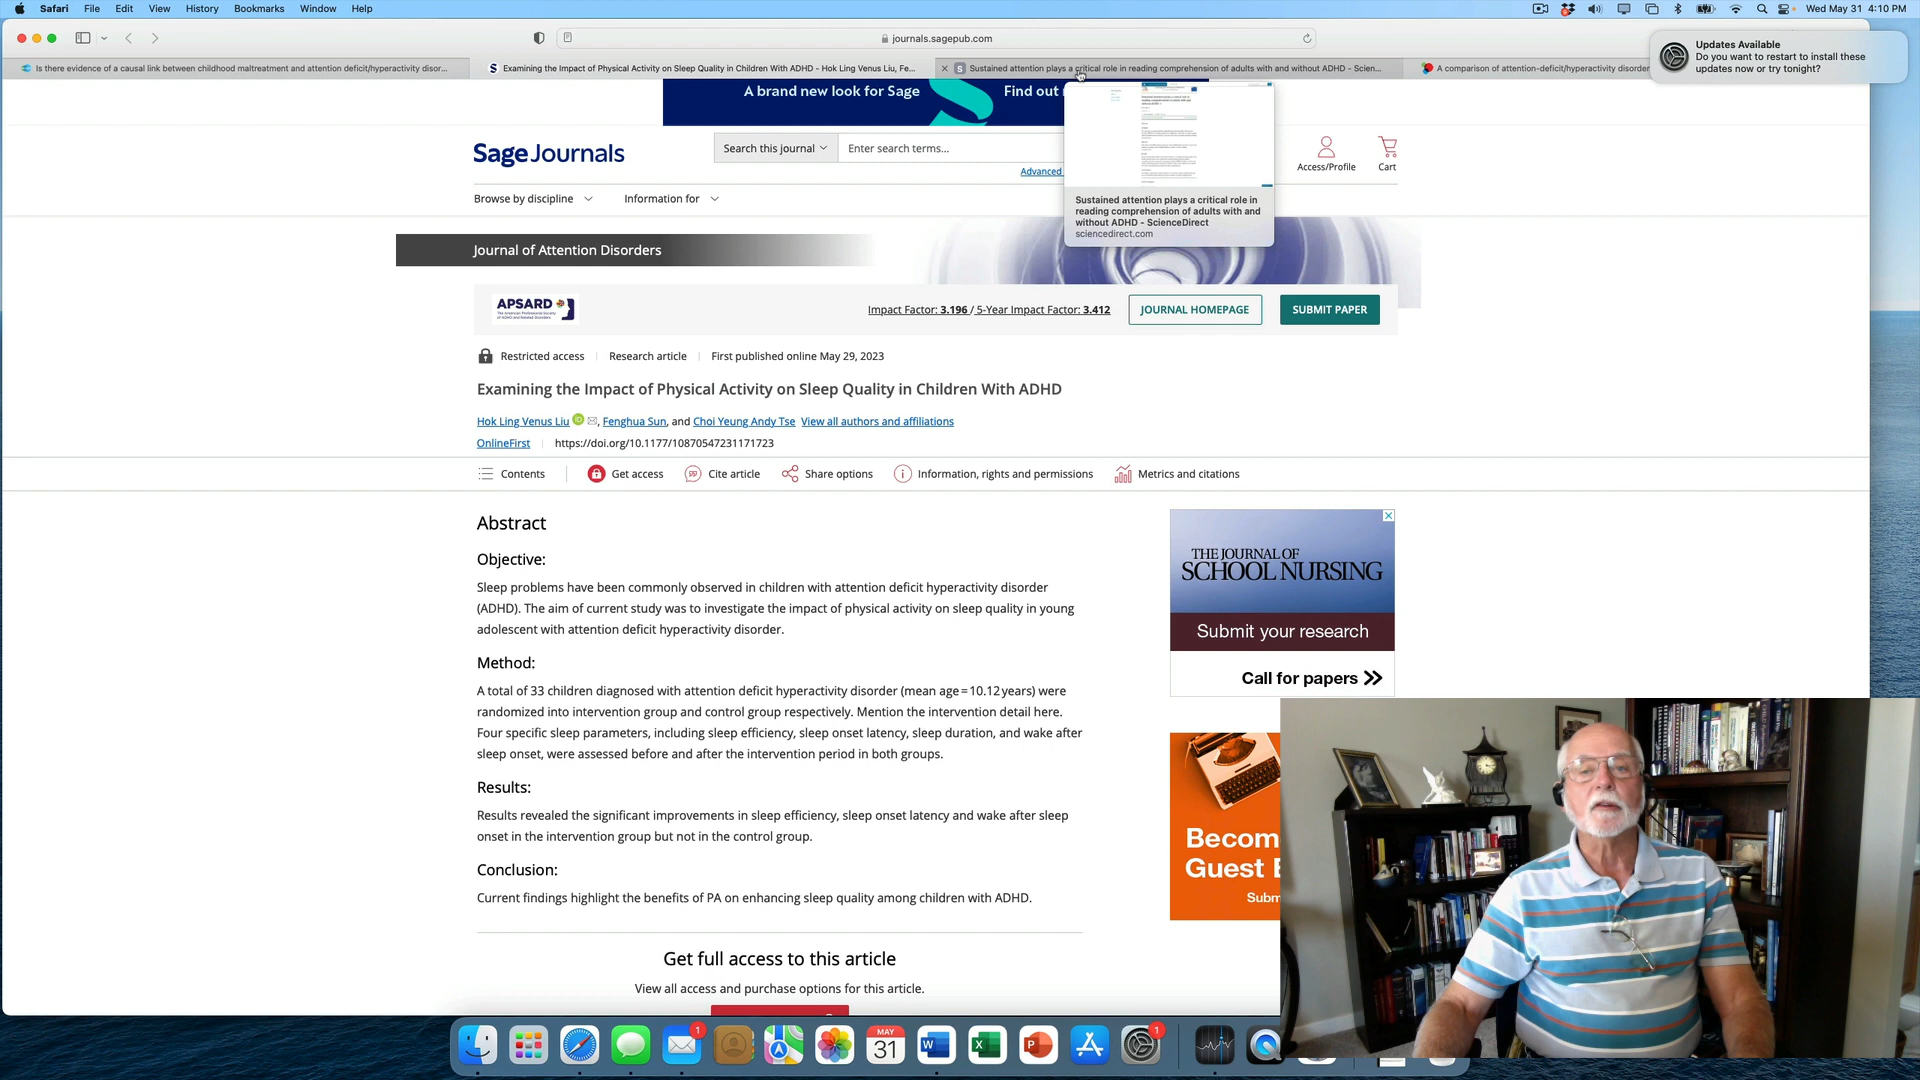 Safari File Edit View History Bookmarks Window Help
Wed May 31 4:10 PM
journals.sagepub.com
Updates Available
Do you want to restart to install these
updates now or try tonight?
Is there evidence of a causal link between childhood maltreatment and attention deficit/hyperactivity disor...
Examining the Impact of Physical Activity on Sleep Quality in Children With ADHD - Hok Ling Venus Liu, Fe...
Sustained attention plays a critical role in reading comprehension of adults with and without ADHD - Scien...
A comparison of attention-deficit/hyperactivity disorder
A brand new look for Sage
Find out
Sage Journals
Search this journal
Enter search terms...
Advanced
Access/Profile
Cart
Browse by discipline
Information for
Sustained attention plays a critical role in
reading comprehension of adults with and
without ADHD - ScienceDirect
sciencedirect.com
Journal of Attention Disorders
APSARD
Impact Factor: 3.196 / 5-Year Impact Factor: 3.412
JOURNAL HOMEPAGE
SUBMIT PAPER
Restricted access
Research article
First published online May 29, 2023
Examining the Impact of Physical Activity on Sleep Quality in Children With ADHD
Hok Ling Venus Liu, Fenghua Sun, and Choi Yeung Andy Tse View all authors and affiliations
OnlineFirst
https://doi.org/10.1177/10870547231171723
Contents
Get access
Cite article
Share options
Information, rights and permissions
Metrics and citations
Abstract
Objective:
Sleep problems have been commonly observed in children with attention deficit hyperactivity disorder
(ADHD). The aim of current study was to investigate the impact of physical activity on sleep quality in young
adolescent with attention deficit hyperactivity disorder.
Method:
A total of 33 children diagnosed with attention deficit hyperactivity disorder (mean age = 10.12 years) were
randomized into intervention group and control group respectively. Mention the intervention detail here.
Four specific sleep parameters, including sleep efficiency, sleep onset latency, sleep duration, and wake after
sleep onset, were assessed before and after the intervention period in both groups.
Results:
Results revealed the significant improvements in sleep efficiency, sleep onset latency and wake after sleep
onset in the intervention group but not in the control group.
Conclusion:
Current findings highlight the benefits of PA on enhancing sleep quality among children with ADHD.
Get full access to this article
View all access and purchase options for this article.
THE JOURNAL OF
SCHOOL NURSING
Submit your research
Call for papers
Becom
Guest E
Subm
1
MAY
31
W
X
P
1